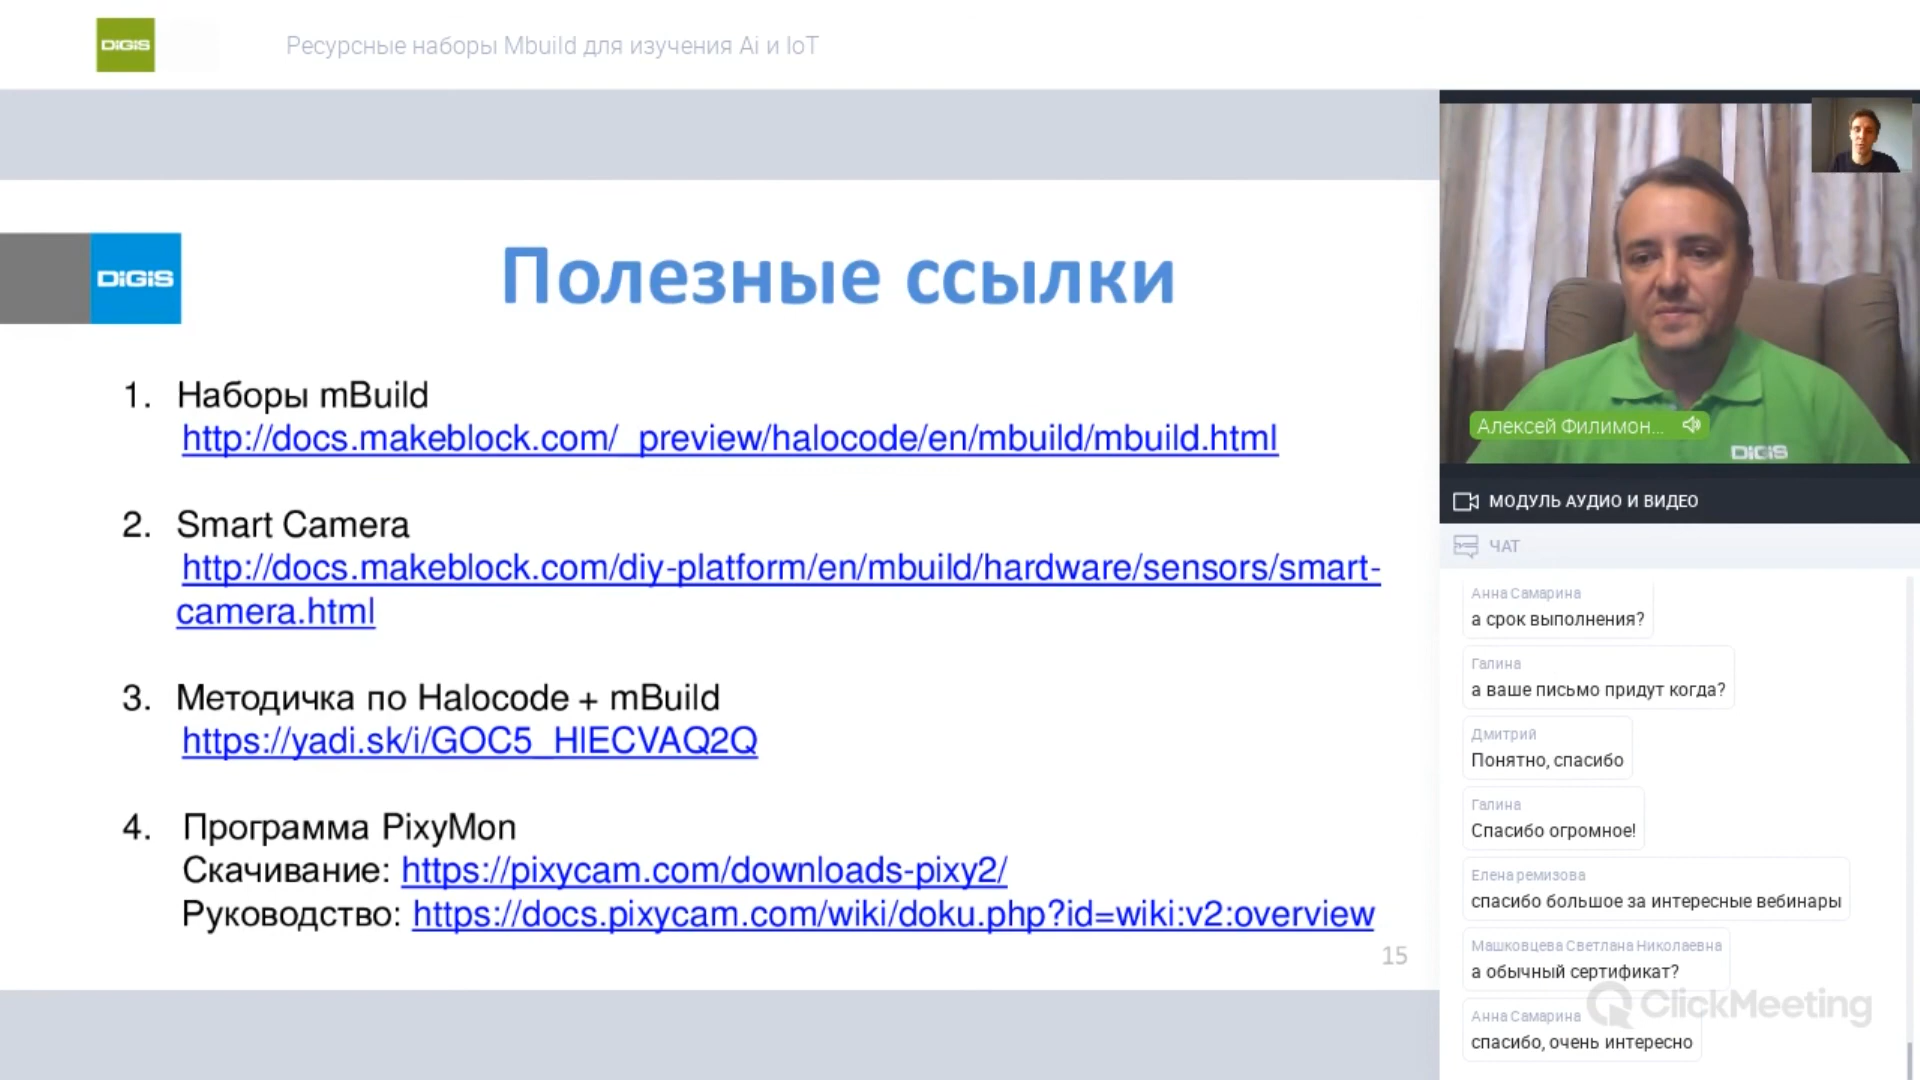 DIGIS
Ресурсные наборы Mbuild для изучения Ai и IoT
DIGIS
Полезные ссылки
1. Наборы mBuild
http://docs.makeblock.com/_preview/halocode/en/mbuild/mbuild.html
2. Smart Camera
http://docs.makeblock.com/diy-platform/en/mbuild/hardware/sensors/smart-
camera.html
3. Методичка по Halocode + mBuild
https://yadi.sk/i/GOC5_HlECVAQ2Q
4. Программа PixyMon
Скачивание: https://pixycam.com/downloads-pixy2/
Руководство: https://docs.pixycam.com/wiki/doku.php?id=wiki:v2:overview
15
Алексей Филимон...
DIGIS
МОДУЛЬ АУДИО И ВИДЕО
ЧАТ
Анна Самарина
а срок выполнения?
Галина
а ваше письмо придут когда?
Дмитрий
Понятно, спасибо
Галина
Спасибо огромное!
Елена ремизова
спасибо большое за интересные вебинары
Машковцева Светлана Николаевна
а обычный сертификат?
Анна Самарина
спасибо, очень интересно
ClickMeeting